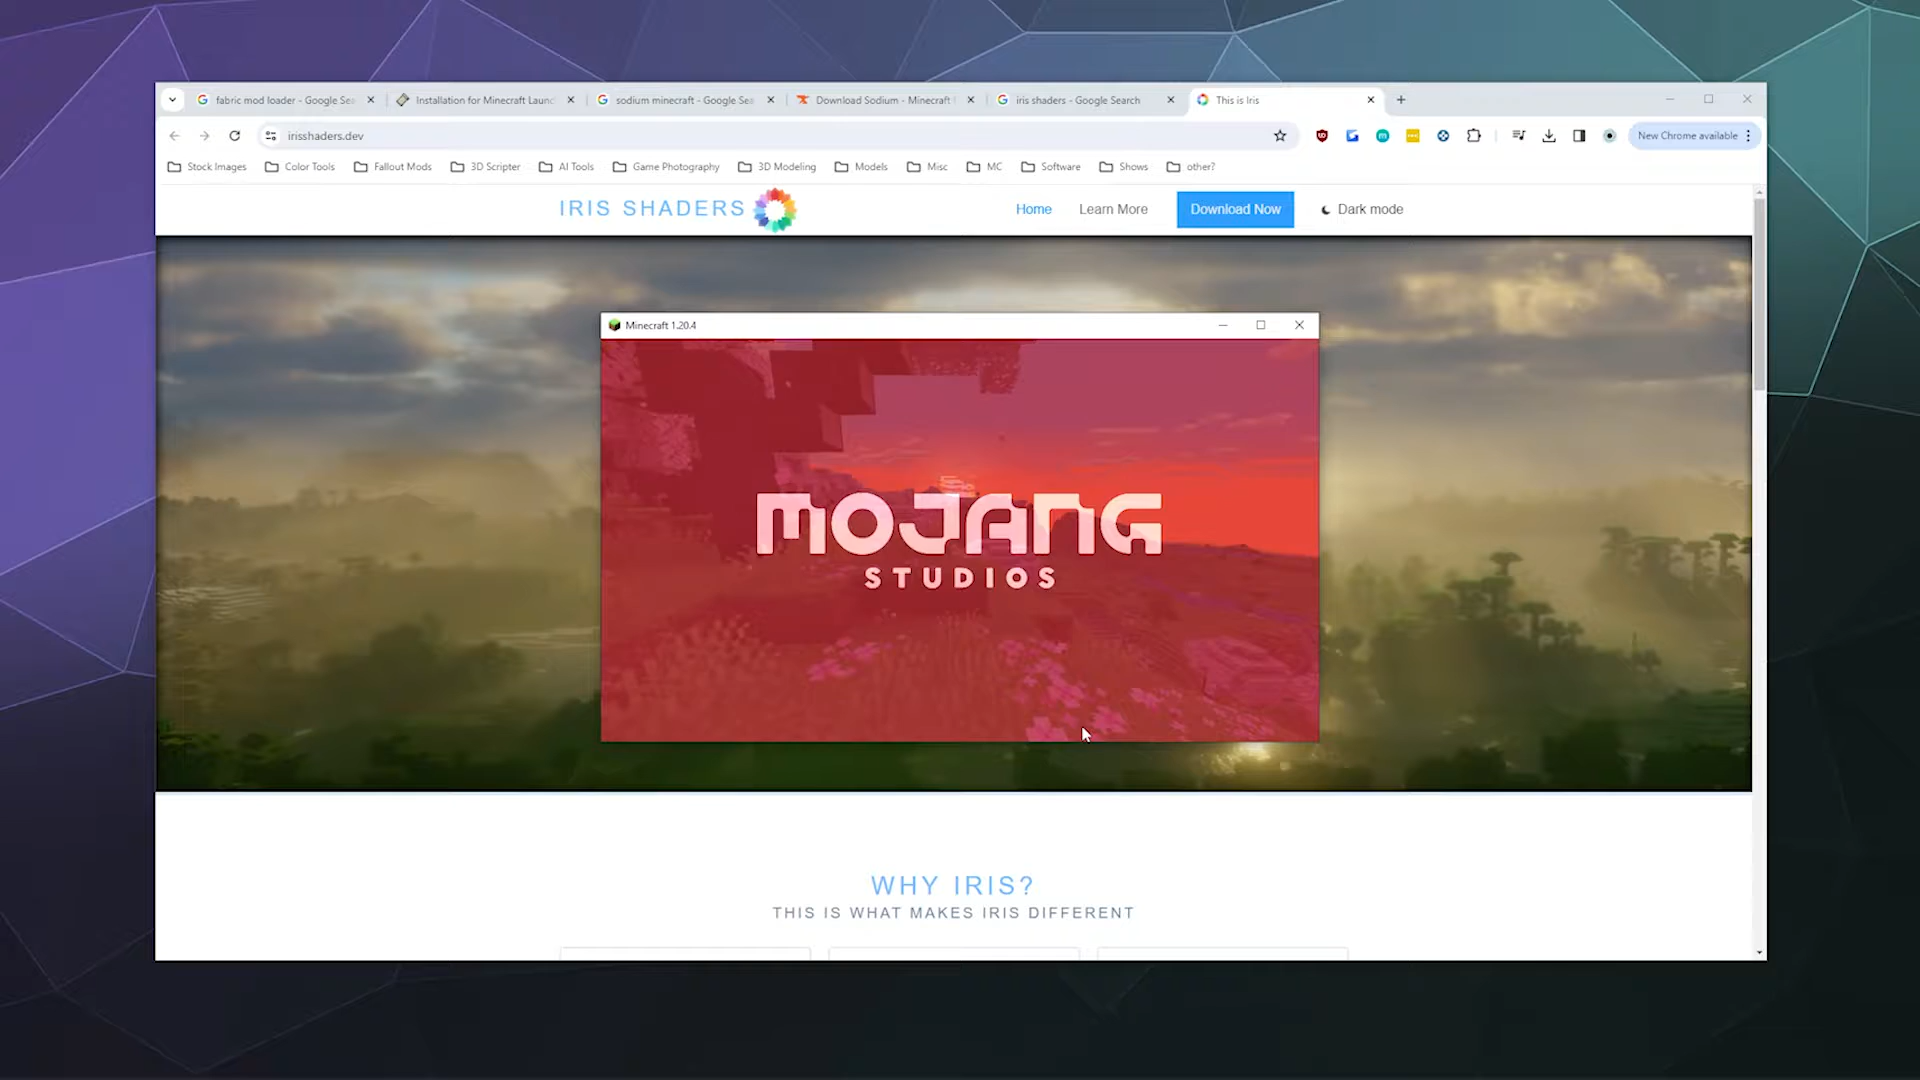 fabric mod loader - Google Sea
Installation for Minecraft Launc
sodium minecraft - Google Sea
Download Sodium - Minecraft
iris shaders - Google Search
This is Iris
irisshaders.dev
New Chrome available
Stock Images
Color Tools
Fallout Mods
3D Scripter
AI Tools
Game Photography
3D Modeling
Models
Misc
MC
Software
Shows
other?
IRIS SHADERS
Home
Learn More
Download Now
Dark mode
Minecraft 1.20.4
MOJANG
STUDIOS
WHY IRIS?
THIS IS WHAT MAKES IRIS DIFFERENT